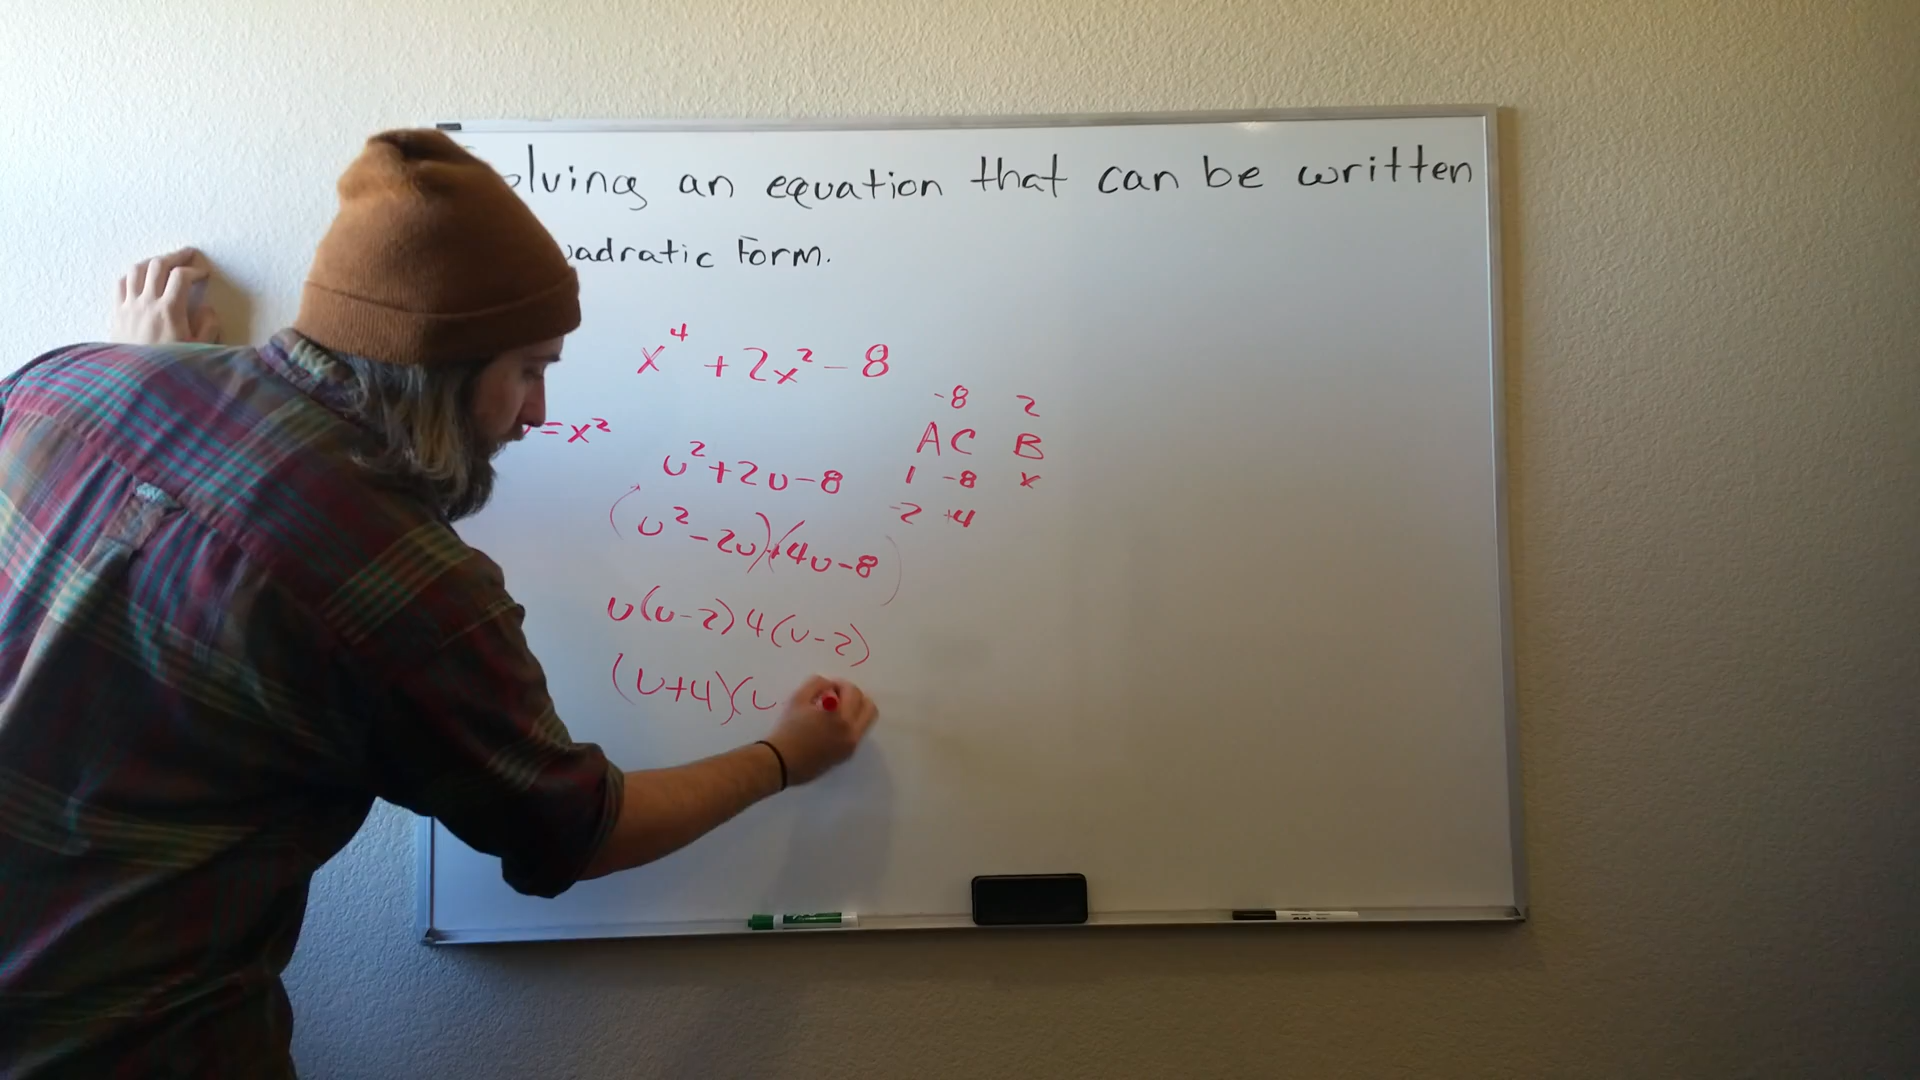 olving an equation that can be written
uadratic Form.
x⁴ + 2x² - 8
-8 2
= x²
A C B
u² + 2u - 8
1 -8 x
-2 +4
(u² - 2u) + (4u - 8)
u(u - 2) 4(u - 2)
(u + 4)(u